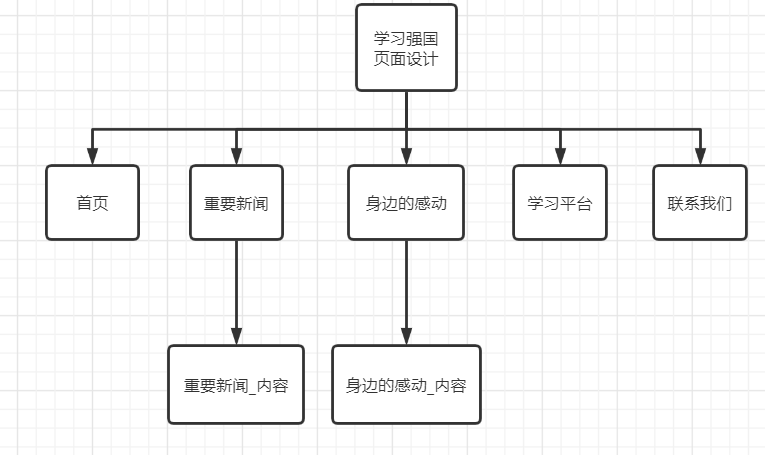 学习强国
页面设计
首页
重要新闻
身边的感动
学习平台
联系我们
重要新闻_内容
身边的感动_内容